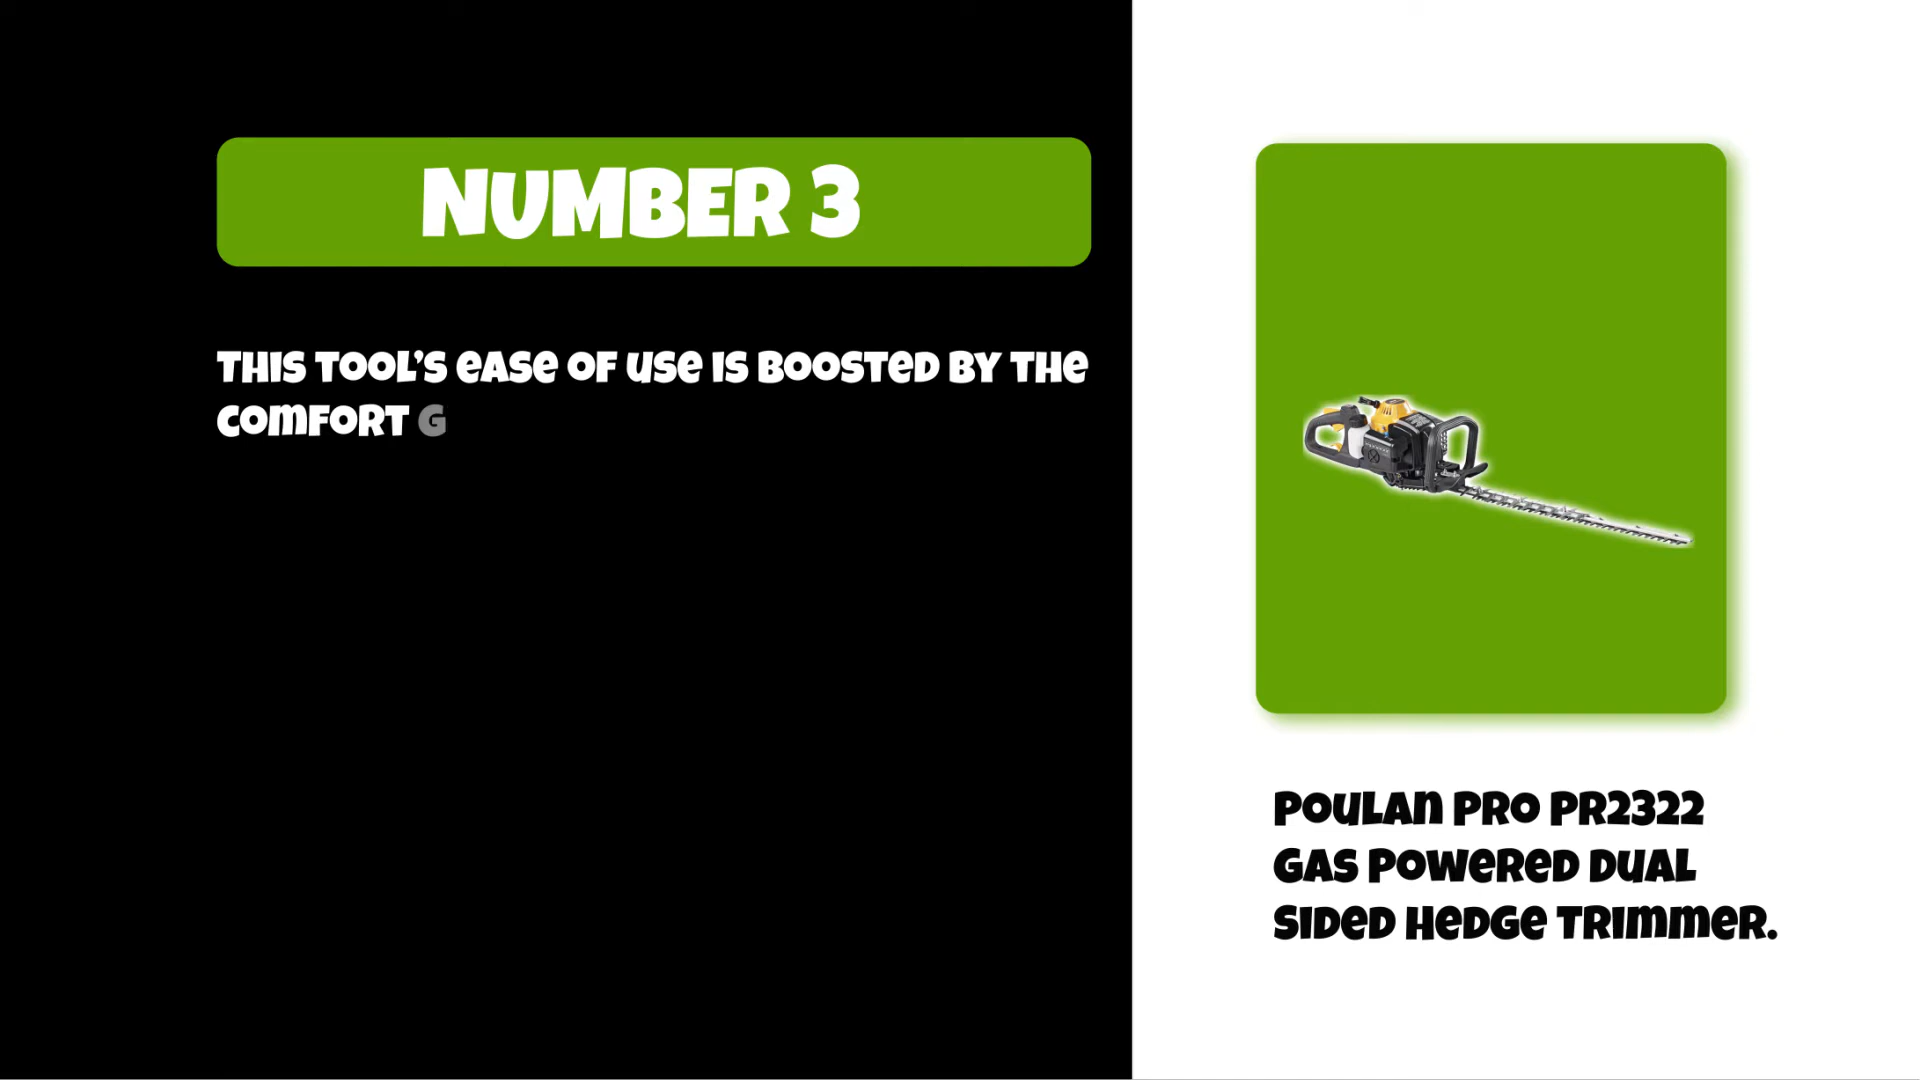 NUMBER 3
THIS TOOL'S EASE OF USE IS BOOSTED BY THE
COMFORT G
POULAN PRO PR2322
GAS POWERED DUAL
SIDED HEDGE TRIMMER.